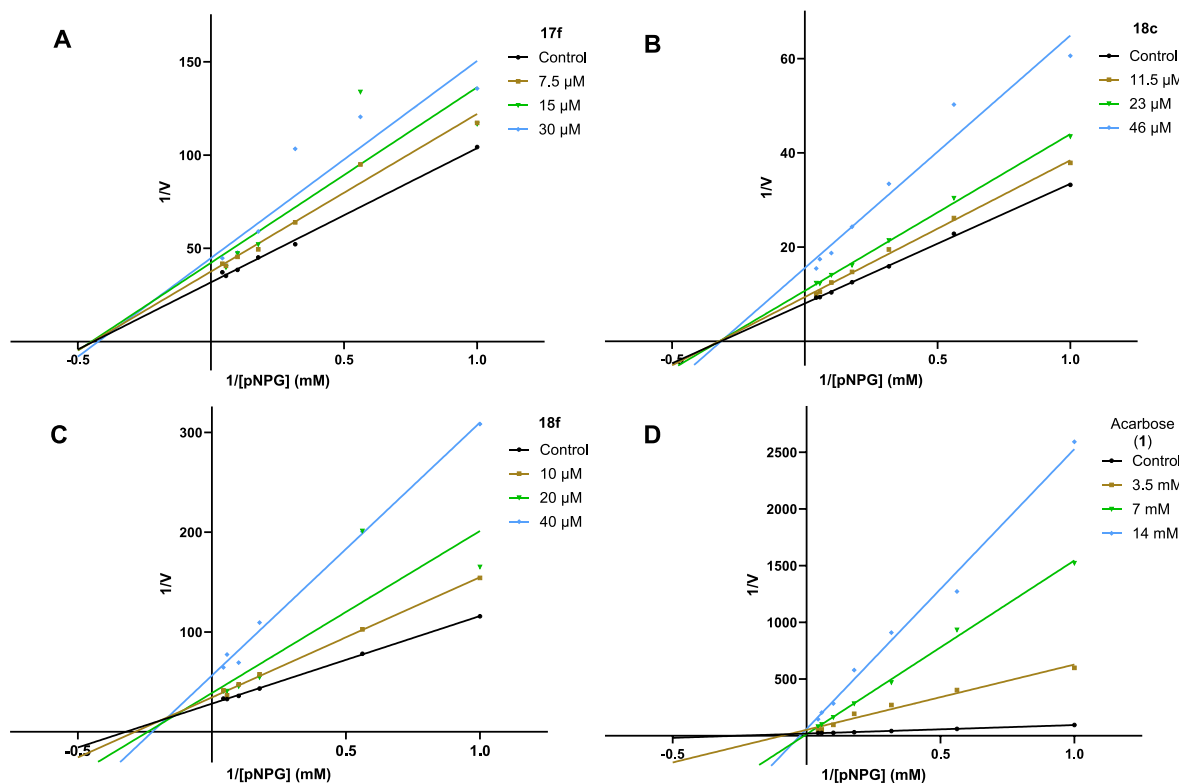 A
17f
Control
7.5 µM
15 µM
30 µM
150
100
50
1/V
-0.5
0.5
1.0
1/[pNPG] (mM)
B
18c
Control
11.5 µM
23 µM
46 µM
60
40
20
1/V
-0.5
0.5
1.0
1/[pNPG] (mM)
C
18f
Control
10 µM
20 µM
40 µM
300
200
100
1/V
-0.5
0.5
1.0
1/[pNPG] (mM)
D
Acarbose
(1)
Control
3.5 mM
7 mM
14 mM
2500
2000
1500
1000
500
1/V
-0.5
0.5
1.0
1/[pNPG] (mM)